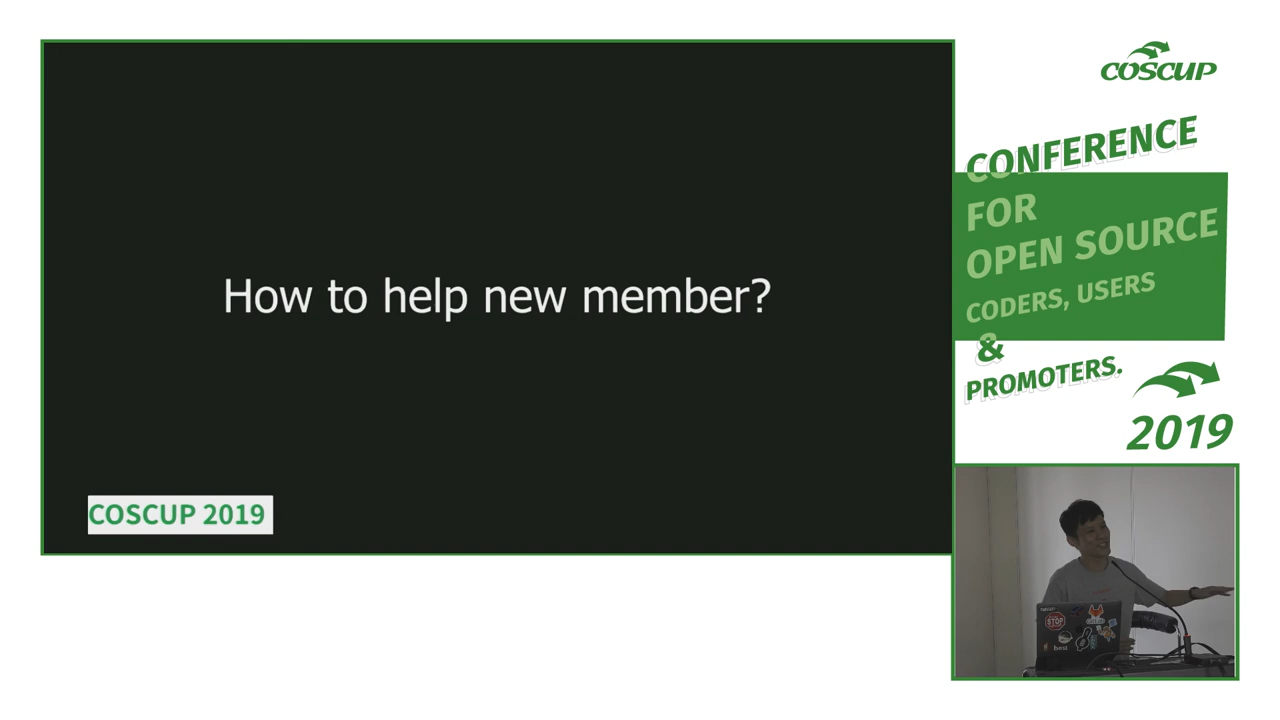 How to help new member?
COSCUP 2019
COSCUP
CONFERENCE
FOR
OPEN SOURCE
CODERS, USERS
&
PROMOTERS.
2019
STOP